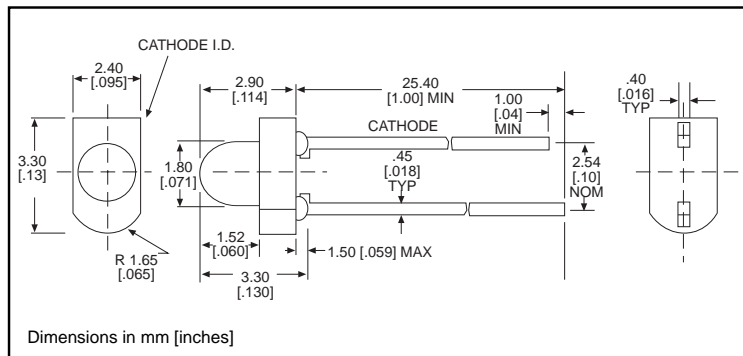 CATHODE I.D.
2.40
[.095]
3.30
[.13]
R 1.65
[.065]
2.90
[.114]
25.40
[1.00] MIN
1.00
[.04]
MIN
CATHODE
1.80
[.071]
.45
[.018]
TYP
2.54
[.10]
NOM
1.52
[.060]
1.50 [.059] MAX
3.30
[.130]
.40
[.016]
TYP
Dimensions in mm [inches]